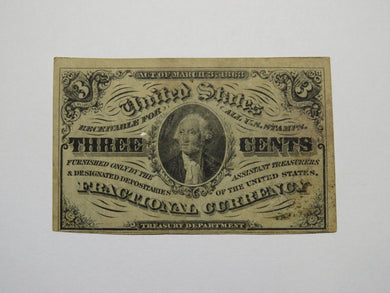 ACT OF MARCH 3D. 1863
3 3
United States
RECEIVABLE FOR ALL U.S. STAMPS.
THREE CENTS
FURNISHED ONLY BY THE ASSISTANT TREASURERS
& DESIGNATED DEPOSITARIES OF THE UNITED STATES.
FRACTIONAL CURRENCY
TREASURY DEPARTMENT